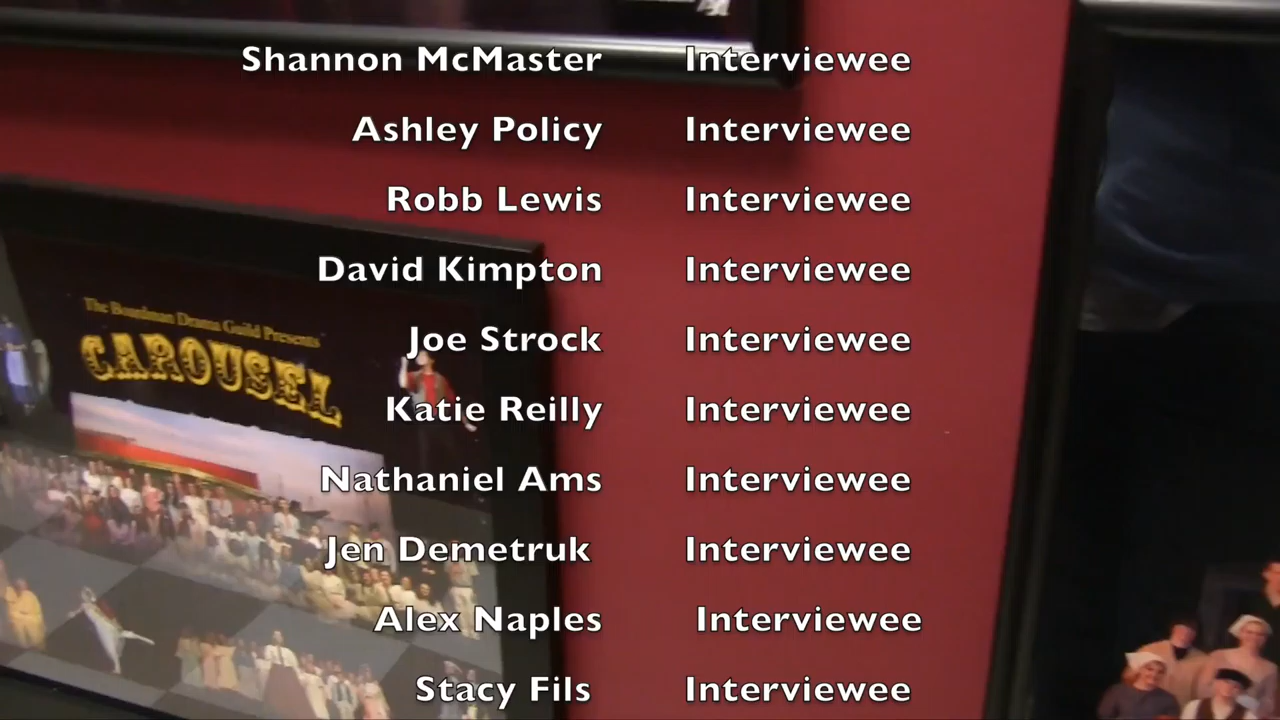 Shannon McMaster Interviewee
Ashley Policy Interviewee
Robb Lewis Interviewee
David Kimpton Interviewee
The Boardman Drama Guild Presents
CAROUSEL
Joe Strock Interviewee
Katie Reilly Interviewee
Nathaniel Ams Interviewee
Jen Demetruk Interviewee
Alex Naples Interviewee
Stacy Fils Interviewee